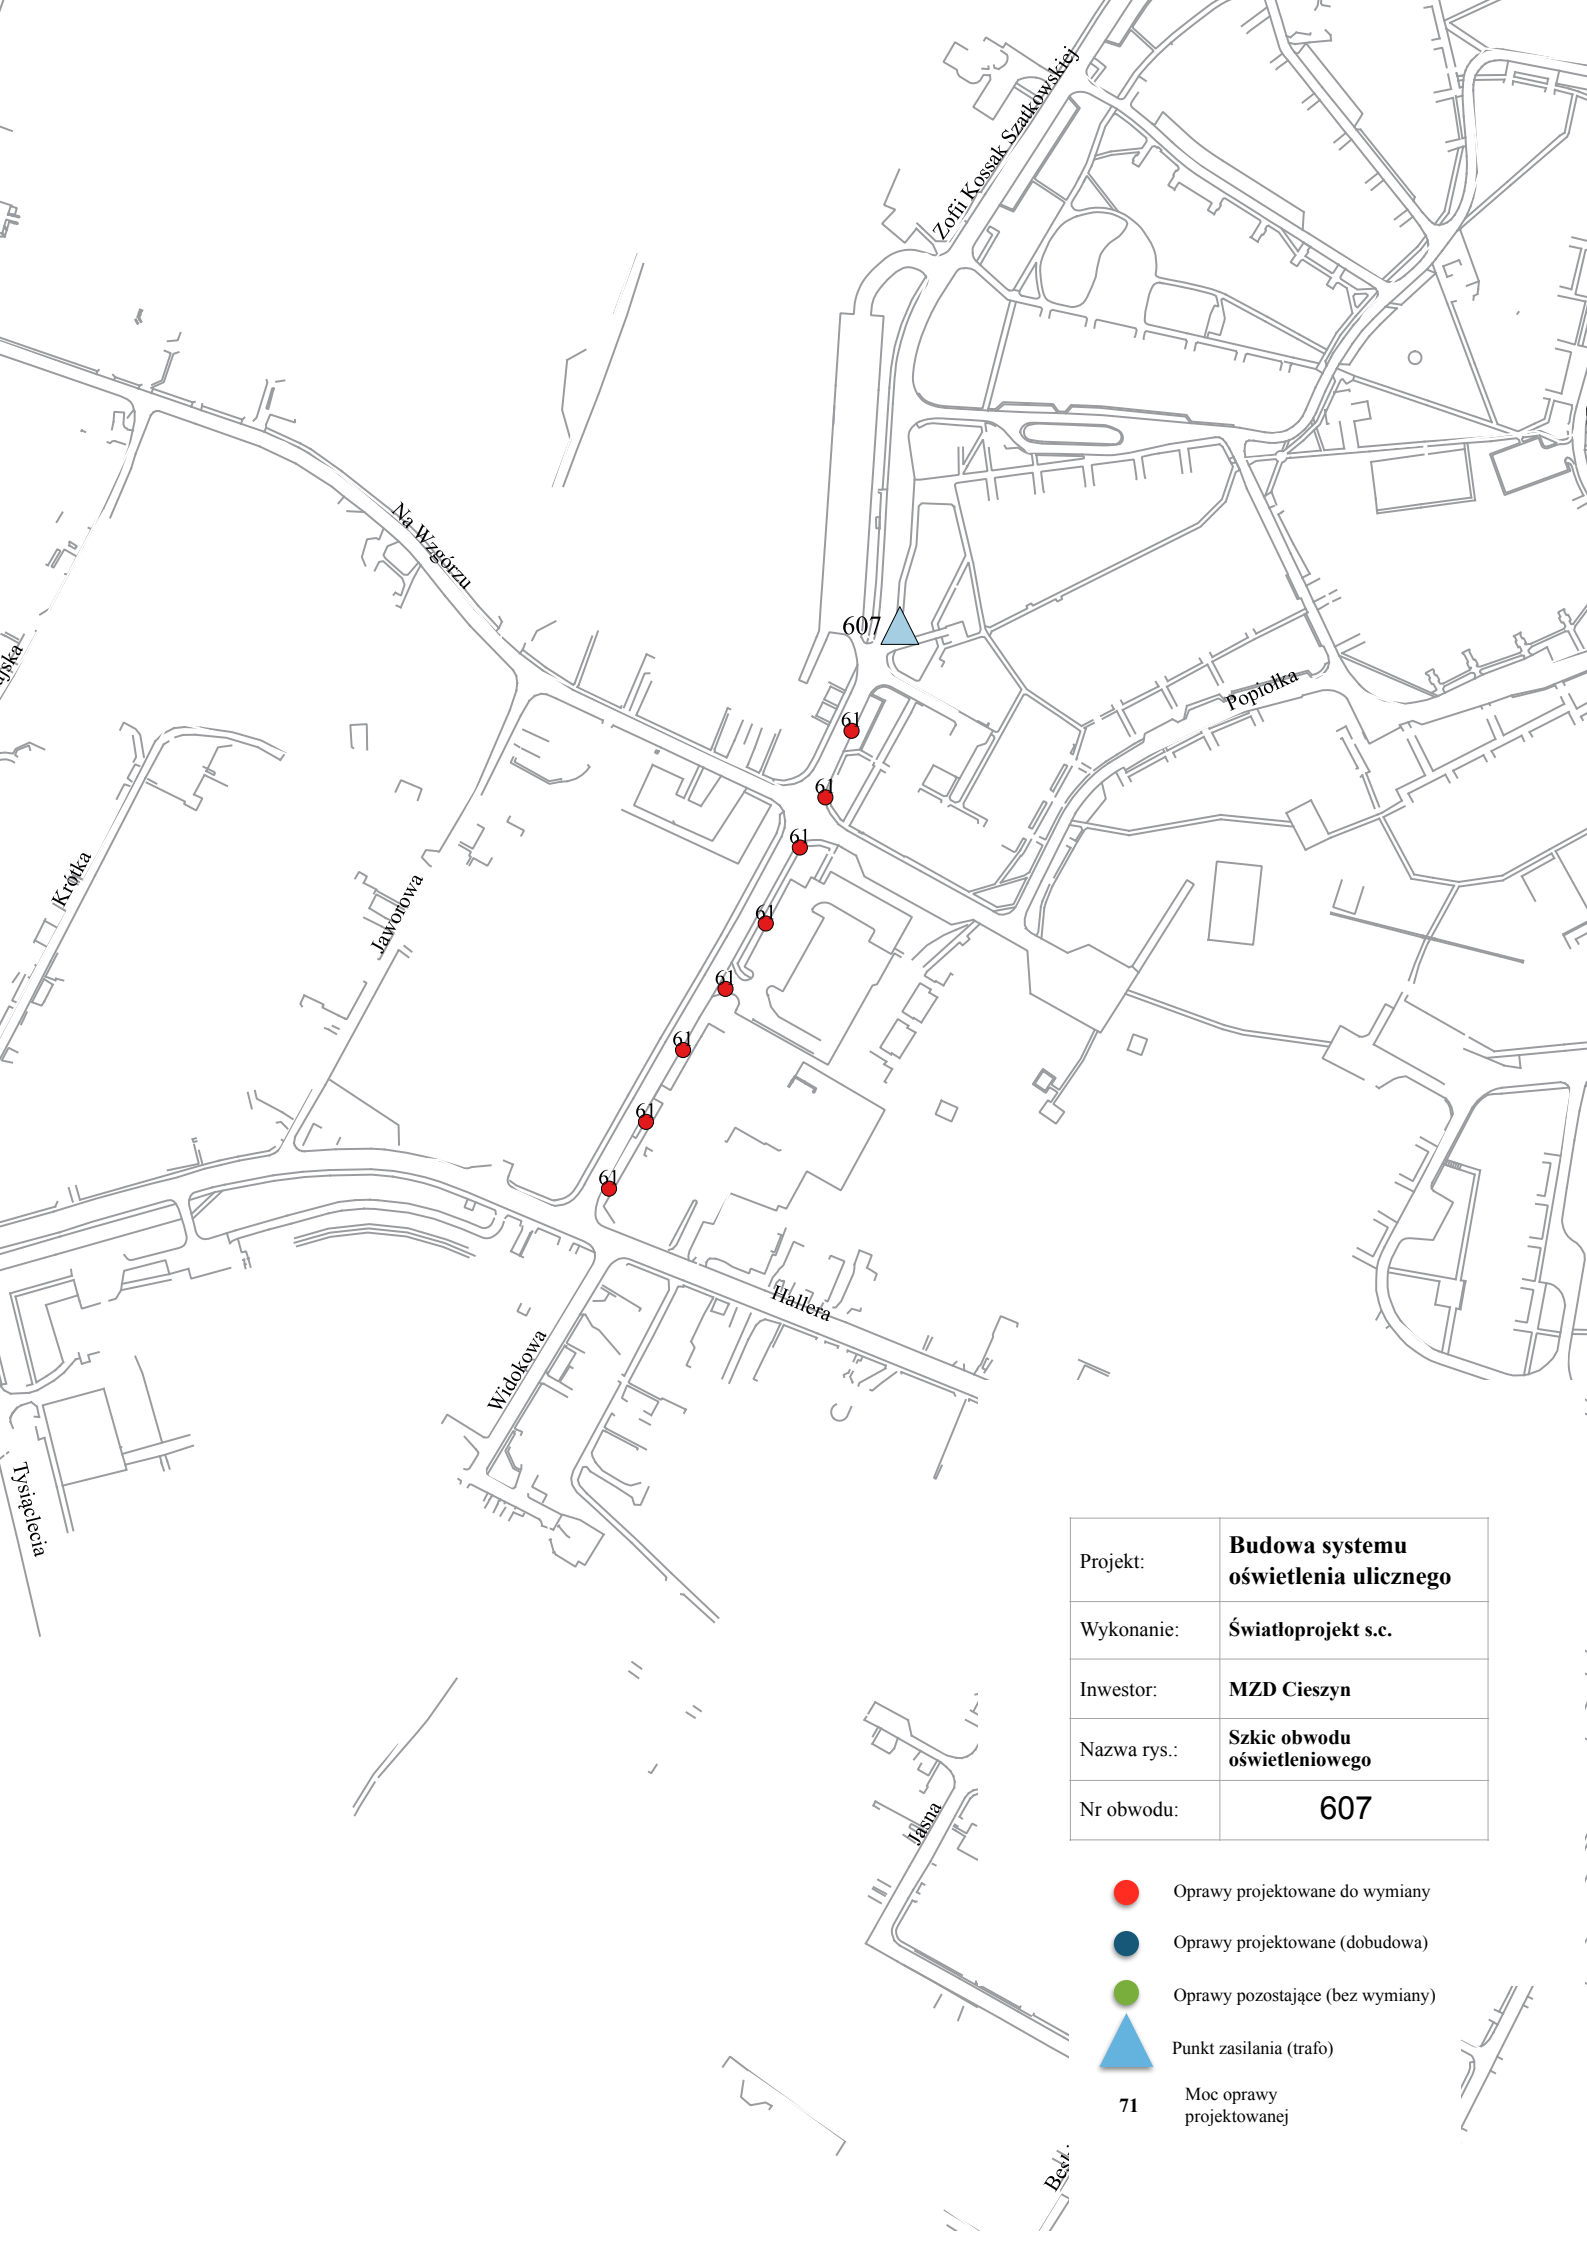 Zofii Kossak Szatkowskiej
Na Wzgórzu
607
Popiołka
61
61
61
61
61
61
61
61
Krótka
Jaworowa
Hallera
Widokowa
Tysiąclecia
Jasna
Projekt:
Budowa systemu
oświetlenia ulicznego
Wykonanie:
Światłoprojekt s.c.
Inwestor:
MZD Cieszyn
Nazwa rys.:
Szkic obwodu
oświetleniowego
Nr obwodu:
607
Oprawy projektowane do wymiany
Oprawy projektowane (dobudowa)
Oprawy pozostające (bez wymiany)
Punkt zasilania (trafo)
71
Moc oprawy
projektowanej